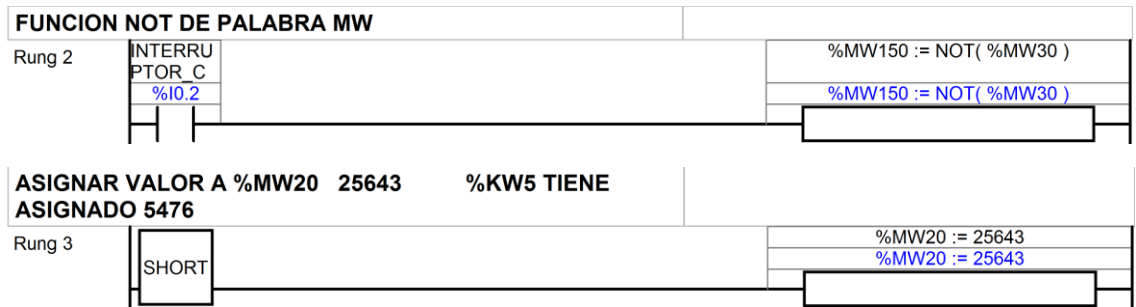 FUNCION NOT DE PALABRA MW
Rung 2
INTERRU
PTOR_C
%I0.2
%MW150 := NOT( %MW30 )
%MW150 := NOT( %MW30 )
ASIGNAR VALOR A %MW20 25643 %KW5 TIENE
ASIGNADO 5476
Rung 3
SHORT
%MW20 := 25643
%MW20 := 25643